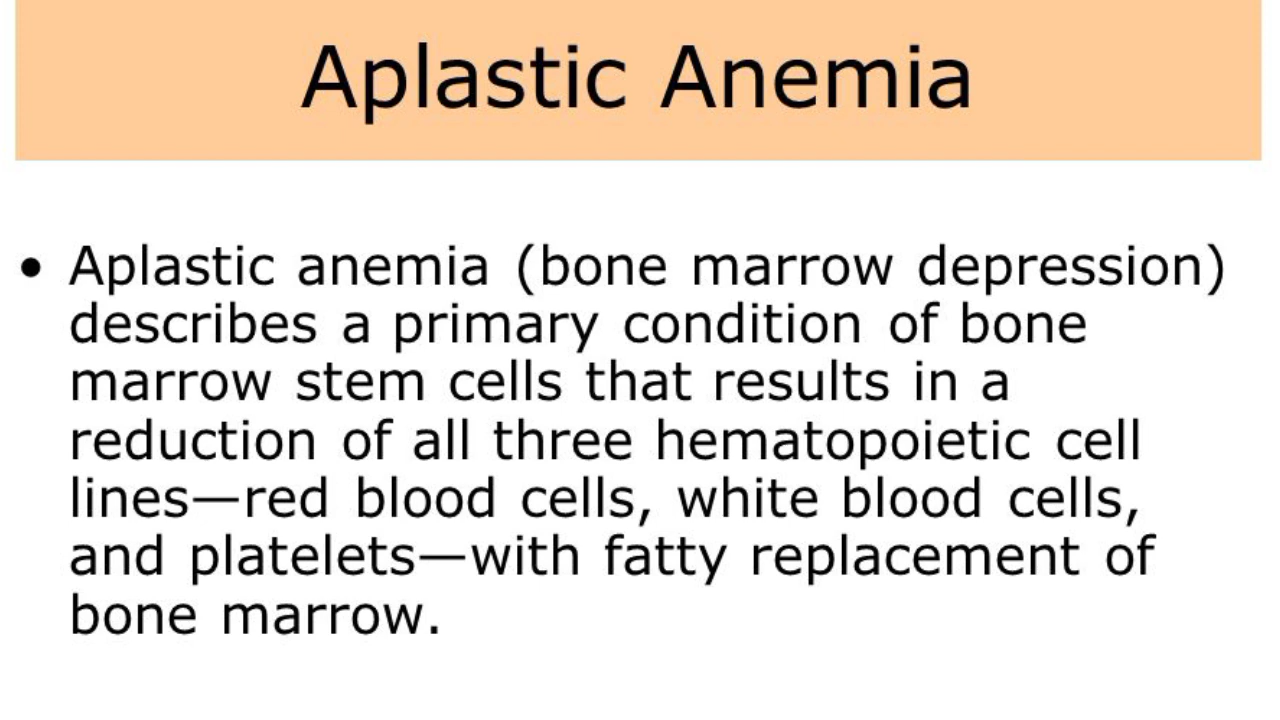 Aplastic Anemia
• Aplastic anemia (bone marrow depression)
describes a primary condition of bone
marrow stem cells that results in a
reduction of all three hematopoietic cell
lines—red blood cells, white blood cells,
and platelets—with fatty replacement of
bone marrow.